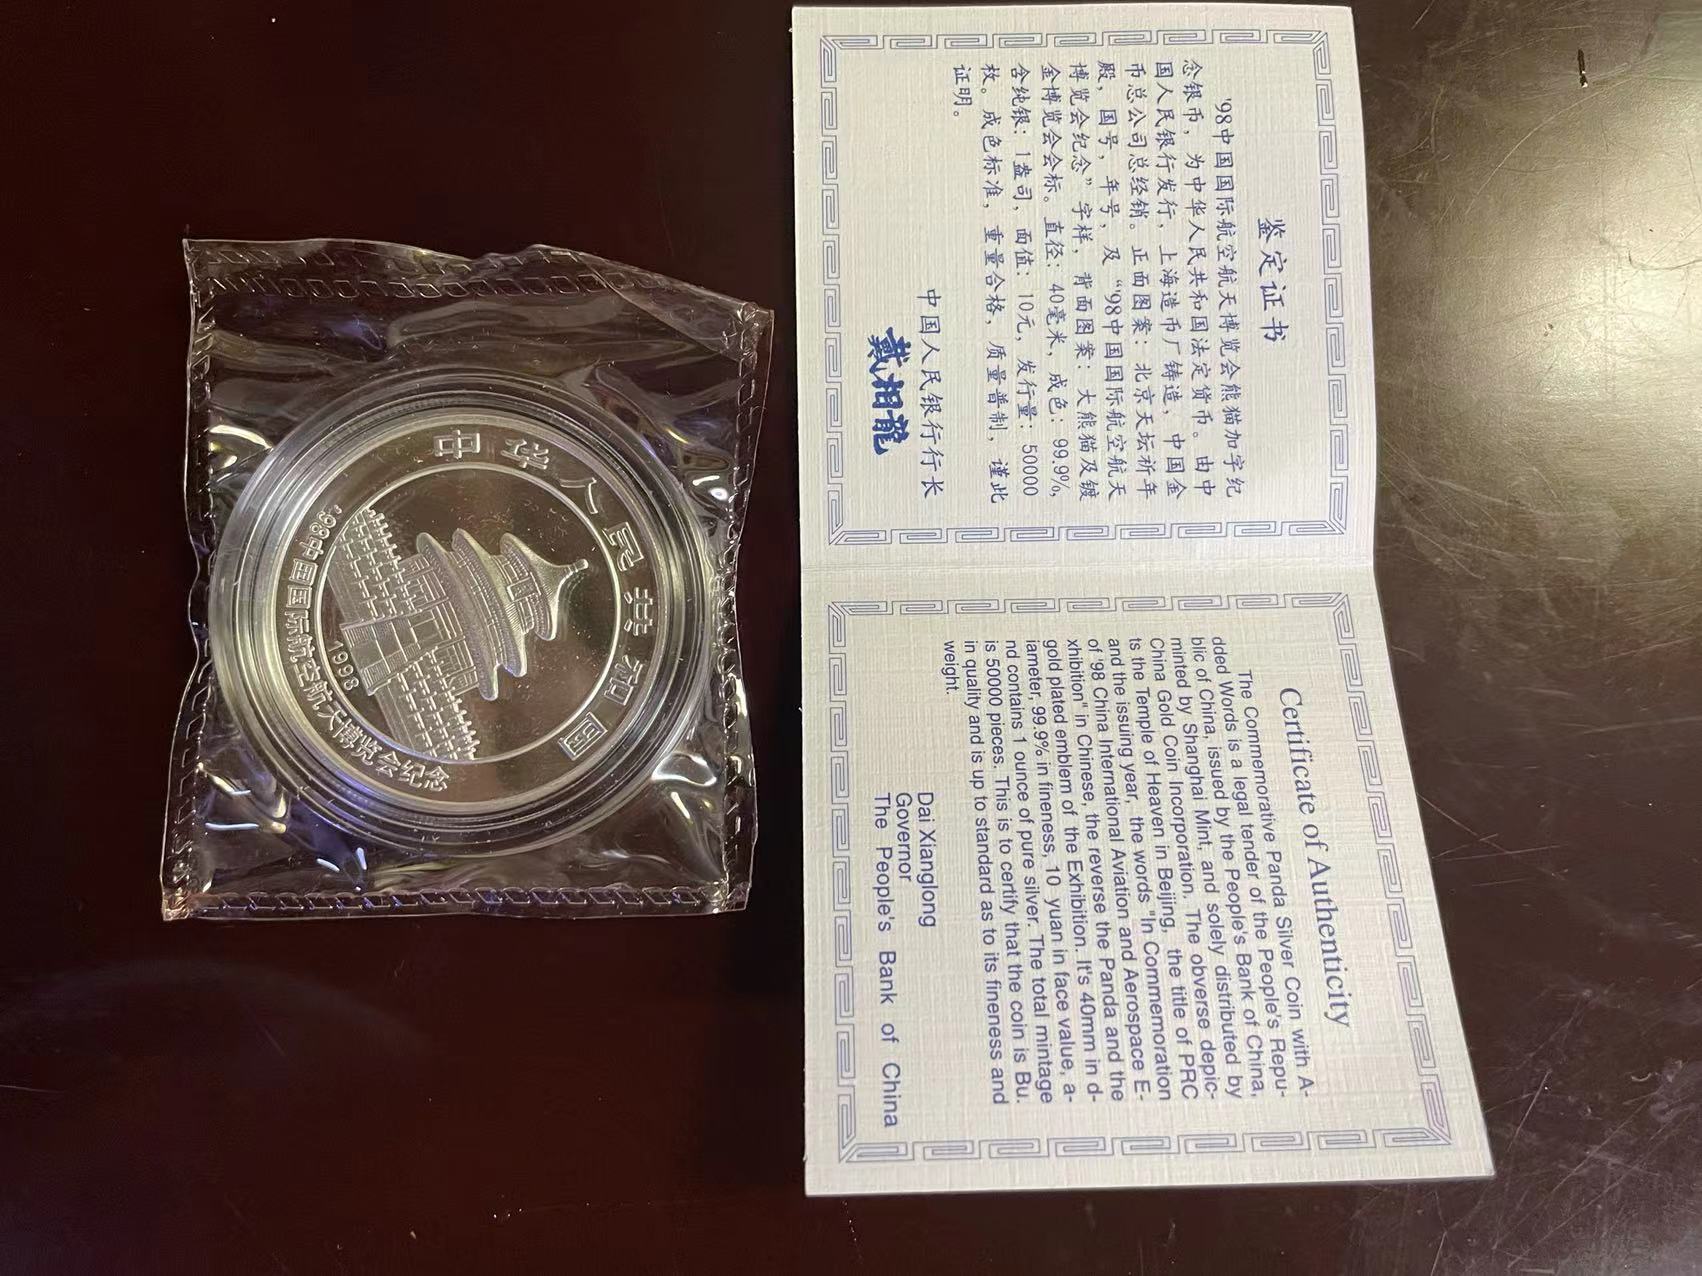 中华人民共和国
1998
'98中国国际航空航天博览会纪念
鉴定证书
'98中国国际航空航天博览会熊猫加字纪
念银币，为中华人民共和国法定货币。由中
国人民银行发行，上海造币厂铸造，中国金
币总公司总经销。正面图案：北京天坛祈年
殿，国号，年号，及“'98中国国际航空航天
博览会纪念”字样，背面图案：大熊猫及镀
金博览会会标。直径：40毫米，成色：99.9%,
含纯银：1盎司，面值：10元，发行量：50000
枚。成色标准，重量合格，质量普制，谨此
证明。
中国人民银行行长
戴相龍
Certificate of Authenticity
The Commemorative Panda Silver Coin with A-
dded Words is a legal tender of the People's Repu-
blic of China, issued by the People's Bank of China,
minted by Shanghai Mint, and solely distributed by
China Gold Coin Incorporation. The obverse depic-
ts the Temple of Heaven in Beijing, the title of PRC
and the issuing year, the words "In Commemoration
of '98 China International Aviation and Aerospace E-
xhibition" in Chinese, the reverse the Panda and the
gold plated emblem of the Exhibition. It's 40mm in d-
iameter, 99.9% in fineness, 10 yuan in face value, a-
nd contains 1 ounce of pure silver. The total mintage
is 50000 pieces. This is to certify that the coin is Bu.
in quality and is up to standard as to its fineness and
weight.
Dai Xianglong
Governor
The People's Bank of China